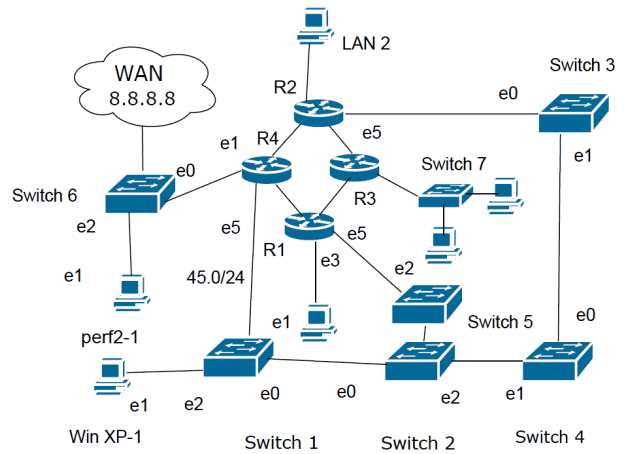 LAN 2
WAN
8.8.8.8
Switch 3
R2
e0
e1
e5
R4
e1
Switch 7
e0
Switch 6
R3
e2
e5
R1
e5
e3
e2
e1
45.0/24
e0
Switch 5
e1
perf2-1
e1
e2
e0
e0
e2
e1
Win XP-1
Switch 1
Switch 2
Switch 4